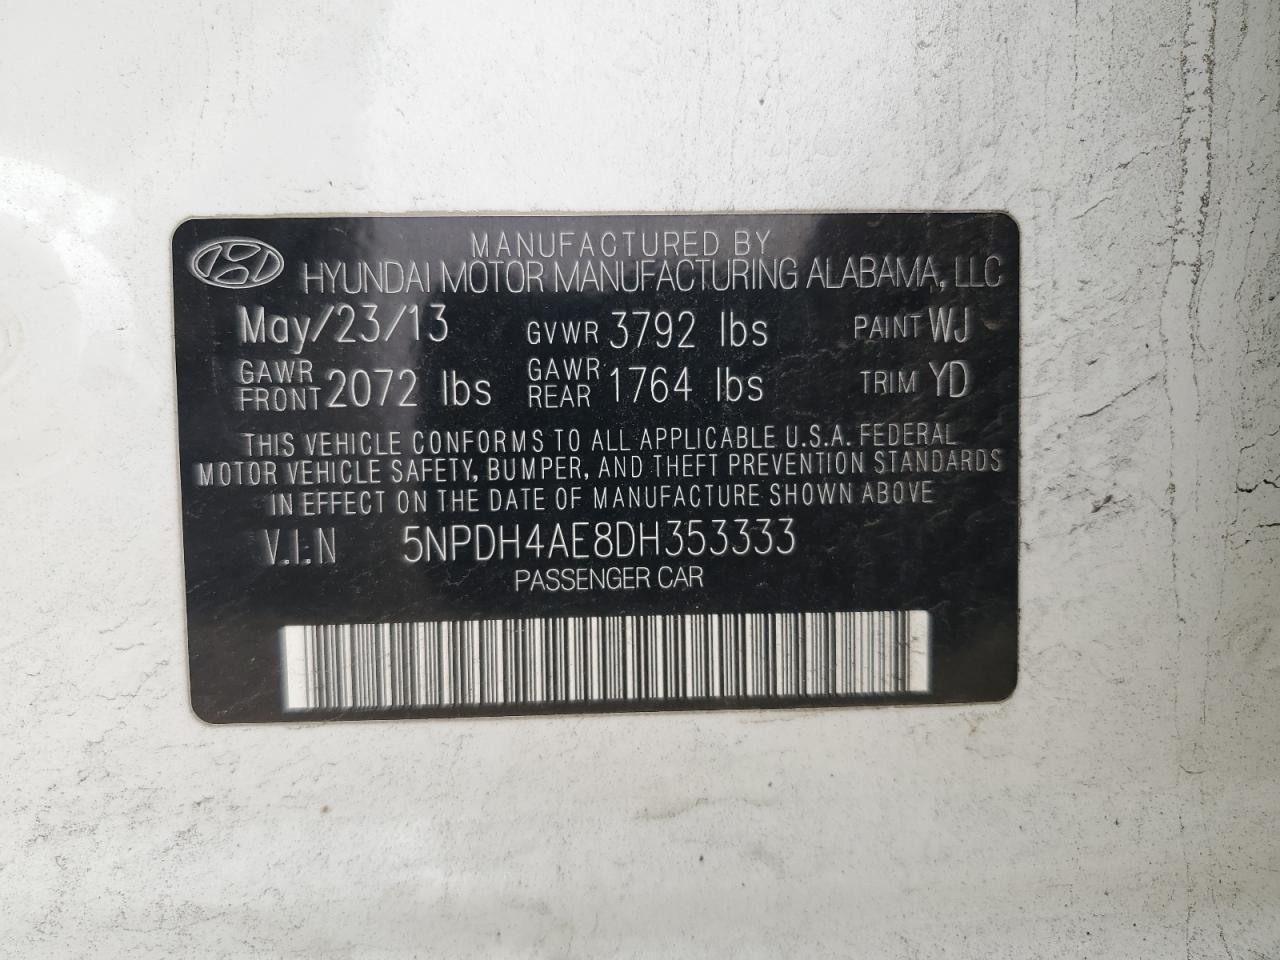 MANUFACTURED BY
HYUNDAI MOTOR MANUFACTURING ALABAMA, LLC
May/23/13 GVWR 3792 lbs PAINT WJ
GAWR FRONT 2072 lbs GAWR REAR 1764 lbs TRIM YD
THIS VEHICLE CONFORMS TO ALL APPLICABLE U.S.A. FEDERAL
MOTOR VEHICLE SAFETY, BUMPER, AND THEFT PREVENTION STANDARDS
IN EFFECT ON THE DATE OF MANUFACTURE SHOWN ABOVE
V.I.N 5NPDH4AE8DH353333
PASSENGER CAR